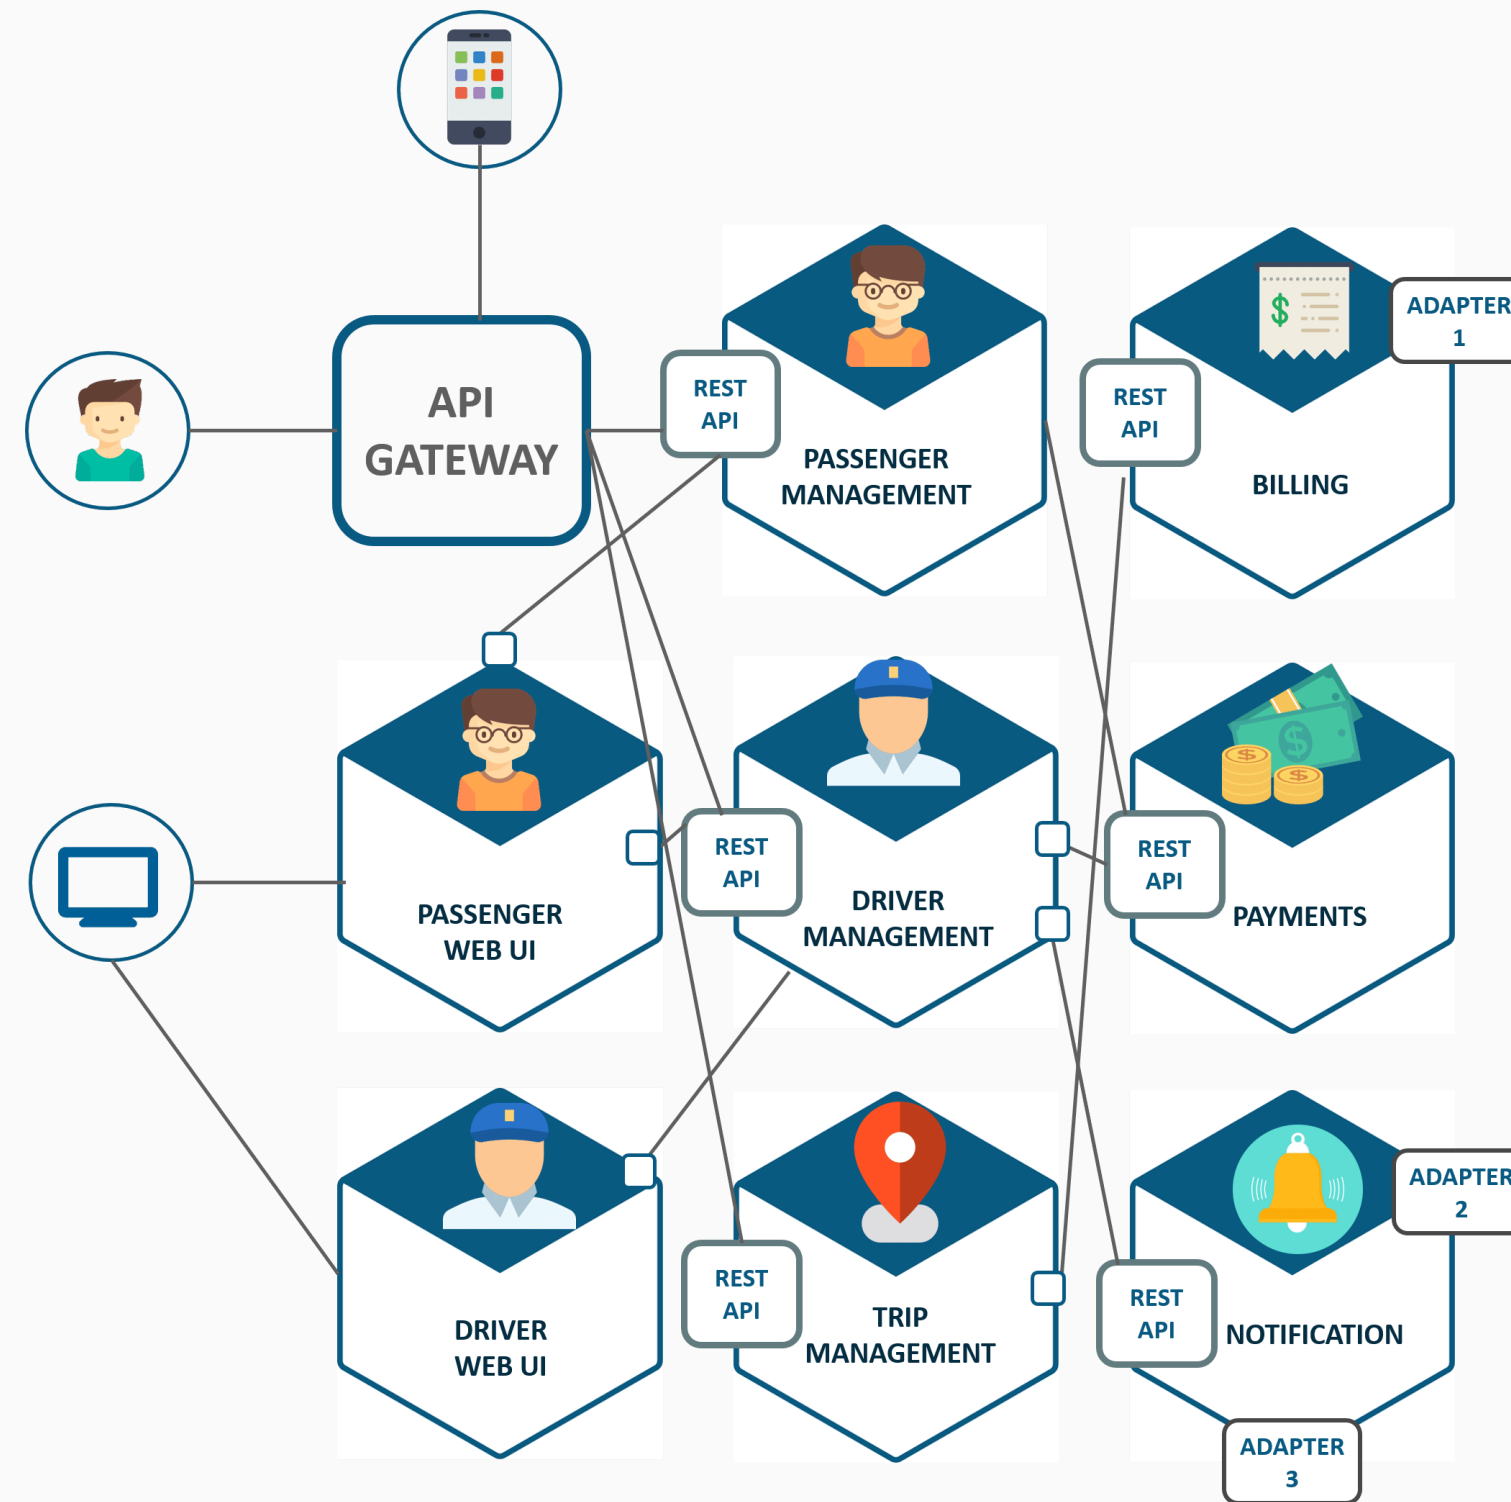 API
GATEWAY
REST
API
PASSENGER
MANAGEMENT
ADAPTER
1
REST
API
BILLING
PASSENGER
WEB UI
REST
API
DRIVER
MANAGEMENT
REST
API
PAYMENTS
DRIVER
WEB UI
REST
API
TRIP
MANAGEMENT
ADAPTER
2
REST
API
NOTIFICATION
ADAPTER
3